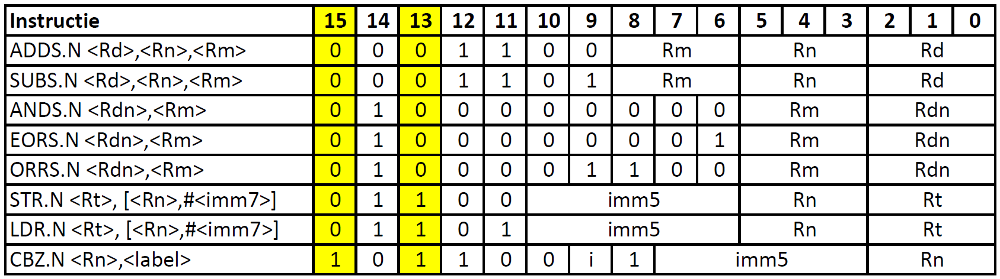 Instructie 15 14 13 12 11 10 9 8 7 6 5 4 3 2 1 0
ADDS.N <Rd>,<Rn>,<Rm> 0 0 0 1 1 0 0 Rm Rn Rd
SUBS.N <Rd>,<Rn>,<Rm> 0 0 0 1 1 0 1 Rm Rn Rd
ANDS.N <Rdn>,<Rm> 0 1 0 0 0 0 0 0 0 0 Rm Rdn
EORS.N <Rdn>,<Rm> 0 1 0 0 0 0 0 0 0 1 Rm Rdn
ORRS.N <Rdn>,<Rm> 0 1 0 0 0 0 1 1 0 0 Rm Rdn
STR.N <Rt>, [<Rn>,#<imm7>] 0 1 1 0 0 imm5 Rn Rt
LDR.N <Rt>, [<Rn>,#<imm7>] 0 1 1 0 1 imm5 Rn Rt
CBZ.N <Rn>,<label> 1 0 1 1 0 0 i 1 imm5 Rn